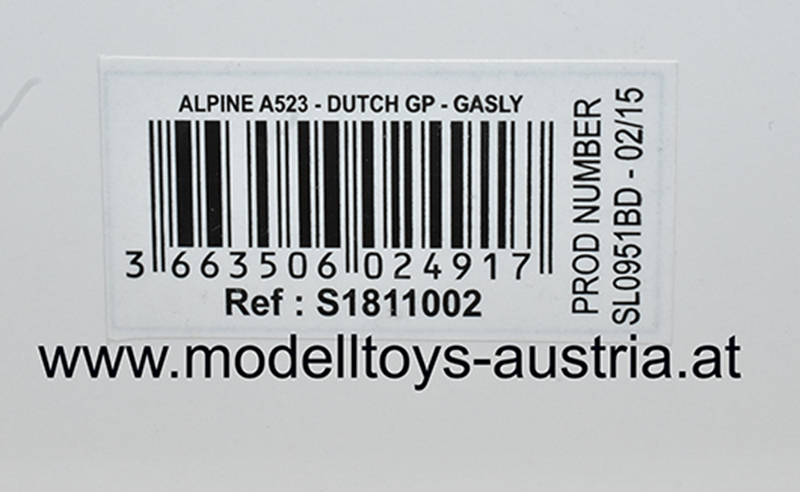 ALPINE A523 - DUTCH GP - GASLY
3 663506 024917
Ref : S1811002
PROD NUMBER
SL0951BD - 02/15
www.modelltoys-austria.at